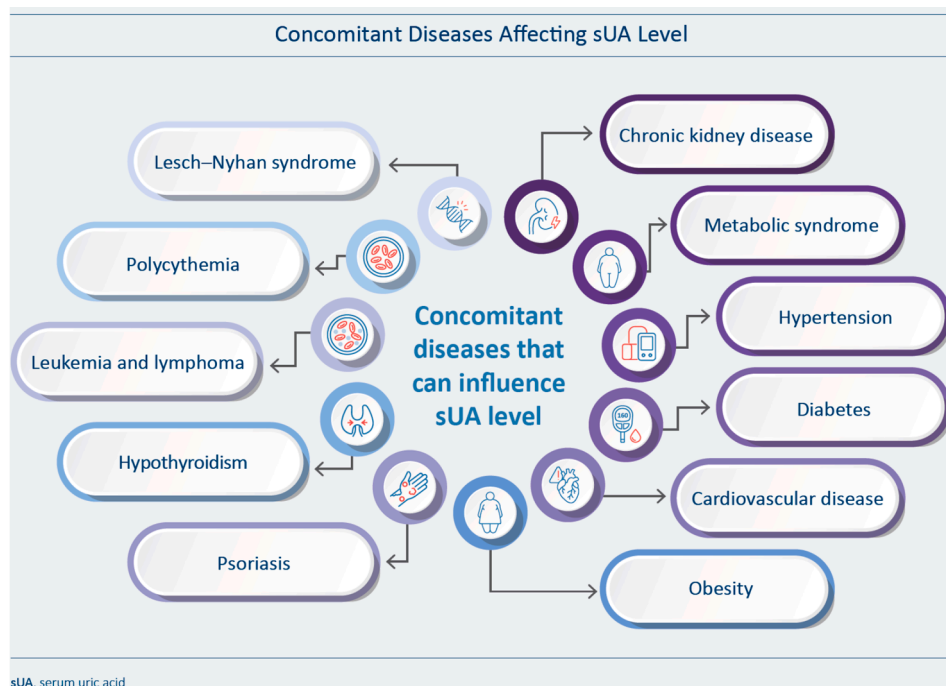 Concomitant Diseases Affecting sUA Level
Chronic kidney disease
Lesch–Nyhan syndrome
Metabolic syndrome
Polycythemia
Hypertension
Concomitant
diseases that
can influence
sUA level
Leukemia and lymphoma
Diabetes
160
Hypothyroidism
Cardiovascular disease
Psoriasis
Obesity
sUA, serum uric acid